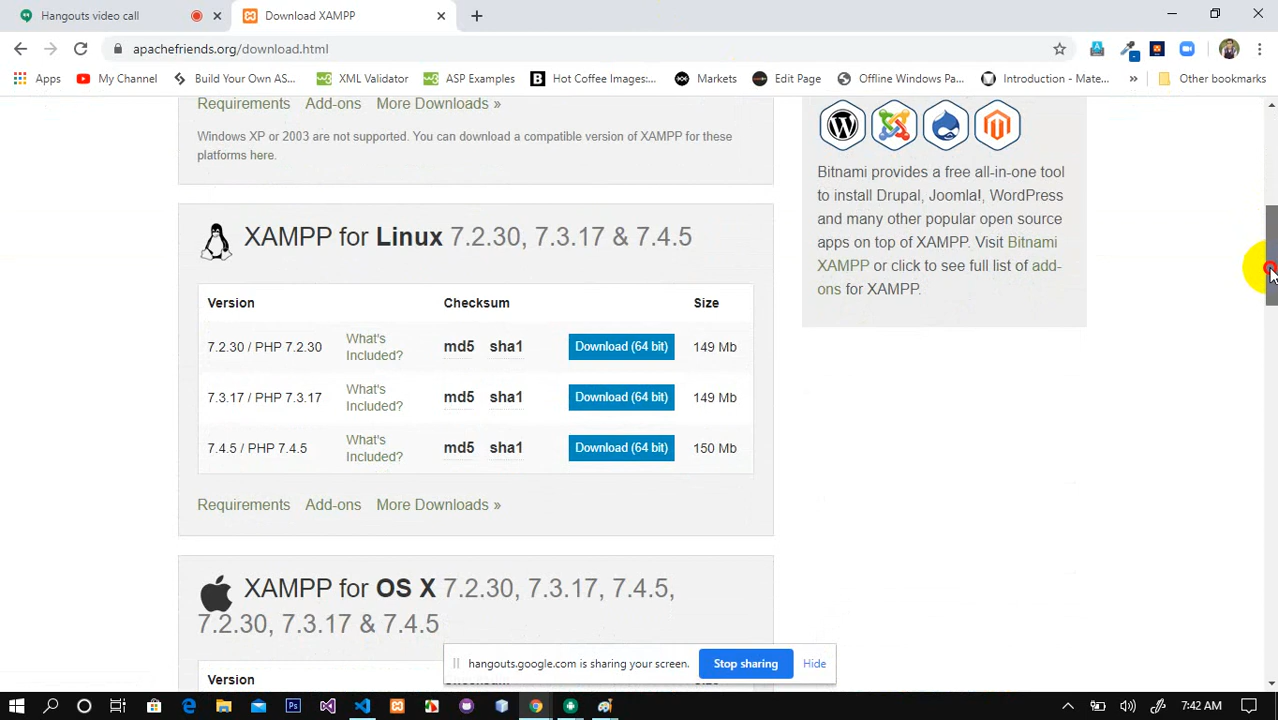 Hangouts video call
Download XAMPP
apachefriends.org/download.html
Apps
My Channel
Build Your Own AS...
XML Validator
ASP Examples
Hot Coffee Images:...
Markets
Edit Page
Offline Windows Pa...
Introduction - Mate...
»
Other bookmarks
Requirements Add-ons More Downloads »
Windows XP or 2003 are not supported. You can download a compatible version of XAMPP for these
platforms here.
Bitnami provides a free all-in-one tool
to install Drupal, Joomla!, WordPress
and many other popular open source
apps on top of XAMPP. Visit Bitnami
XAMPP or click to see full list of add-
ons for XAMPP.
XAMPP for Linux 7.2.30, 7.3.17 & 7.4.5
Version Checksum Size
7.2.30 / PHP 7.2.30 What's Included? md5 sha1 Download (64 bit) 149 Mb
7.3.17 / PHP 7.3.17 What's Included? md5 sha1 Download (64 bit) 149 Mb
7.4.5 / PHP 7.4.5 What's Included? md5 sha1 Download (64 bit) 150 Mb
Requirements Add-ons More Downloads »
XAMPP for OS X 7.2.30, 7.3.17, 7.4.5,
7.2.30, 7.3.17 & 7.4.5
Version
hangouts.google.com is sharing your screen. Stop sharing Hide
7:42 AM